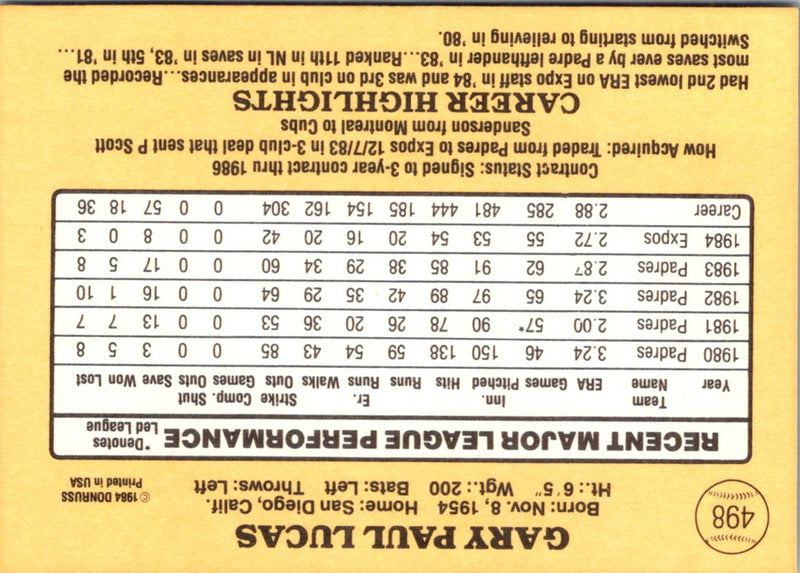 498
GARY PAUL LUCAS
Born: Nov. 8, 1954 Home: San Diego, Calif.
Ht.: 6'5" Wgt.: 200 Bats: Left Throws: Left
© 1984 DONRUSS
Printed in USA
RECENT MAJOR LEAGUE PERFORMANCE
*Denotes
Led League
Team Inn. Er. Strike Comp. Shut
Year Name ERA Games Pitched Hits Runs Runs Walks Outs Games Outs Save Won Lost
1980 Padres 3.24 46 150 138 59 54 43 85 0 0 3 5 8
1981 Padres 2.00 57* 90 78 26 20 36 53 0 0 13 7 7
1982 Padres 3.24 65 97 89 42 35 29 64 0 0 16 1 10
1983 Padres 2.87 62 91 85 38 29 34 60 0 0 17 5 8
1984 Expos 2.72 55 53 54 20 16 20 42 0 0 8 0 3
Career 2.88 285 481 444 185 154 162 304 0 0 57 18 36
Contract Status: Signed to 3-year contract thru 1986
How Acquired: Traded from Padres to Expos 12/7/83 in 3-club deal that sent P Scott
Sanderson from Montreal to Cubs
CAREER HIGHLIGHTS
Had 2nd lowest ERA on Expo staff in '84 and was 3rd on club in appearances...Recorded the
most saves ever by a Padre lefthander in '83...Ranked 11th in NL in saves in '83, 5th in '81...
Switched from starting to relieving in '80.